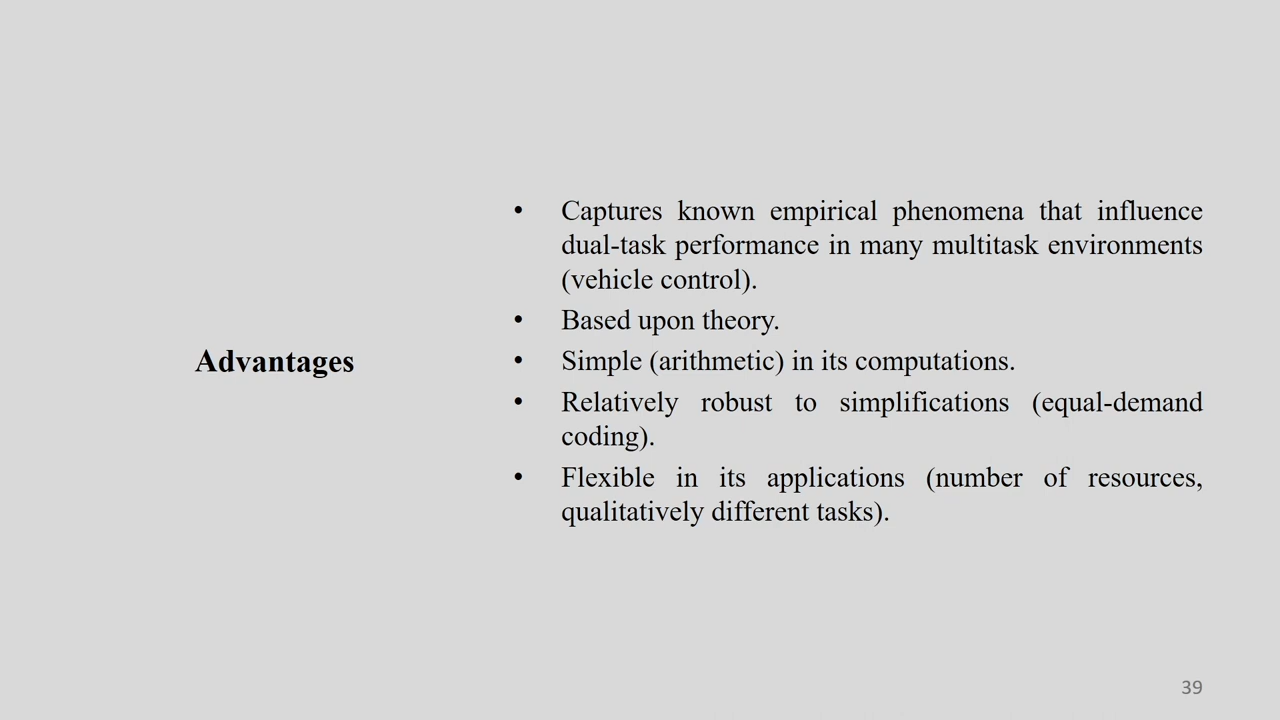 Advantages
• Captures known empirical phenomena that influence
dual-task performance in many multitask environments
(vehicle control).
• Based upon theory.
• Simple (arithmetic) in its computations.
• Relatively robust to simplifications (equal-demand
coding).
• Flexible in its applications (number of resources,
qualitatively different tasks).
39